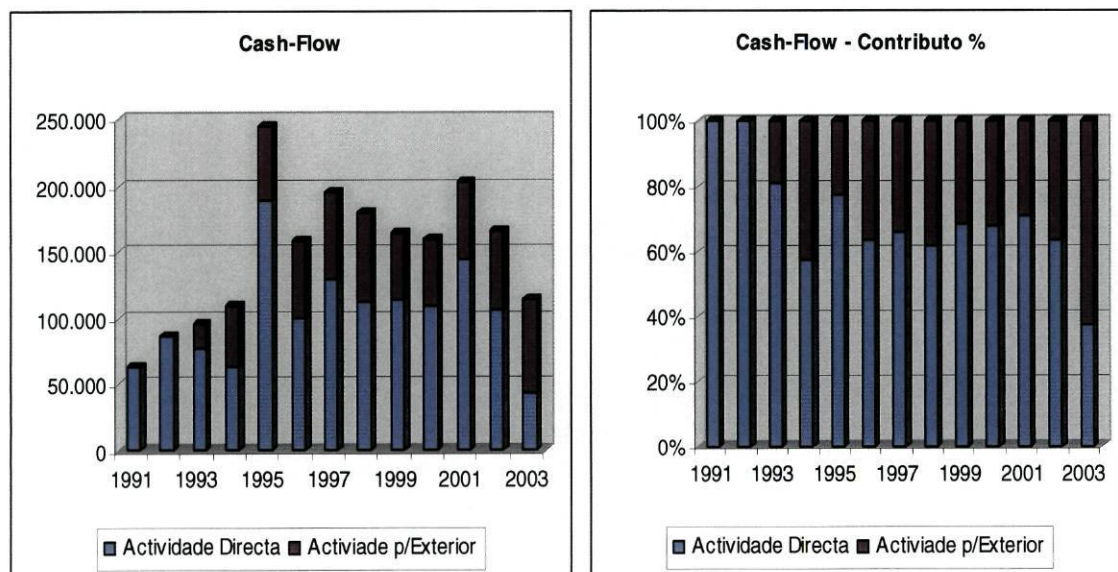 Cash-Flow
250.000
200.000
150.000
100.000
50.000
0
1991 1993 1995 1997 1999 2001 2003
Actividade Directa Activiade p/Exterior
Cash-Flow - Contributo %
100%
80%
60%
40%
20%
0%
1991 1993 1995 1997 1999 2001 2003
Actividade Directa Activiade p/Exterior